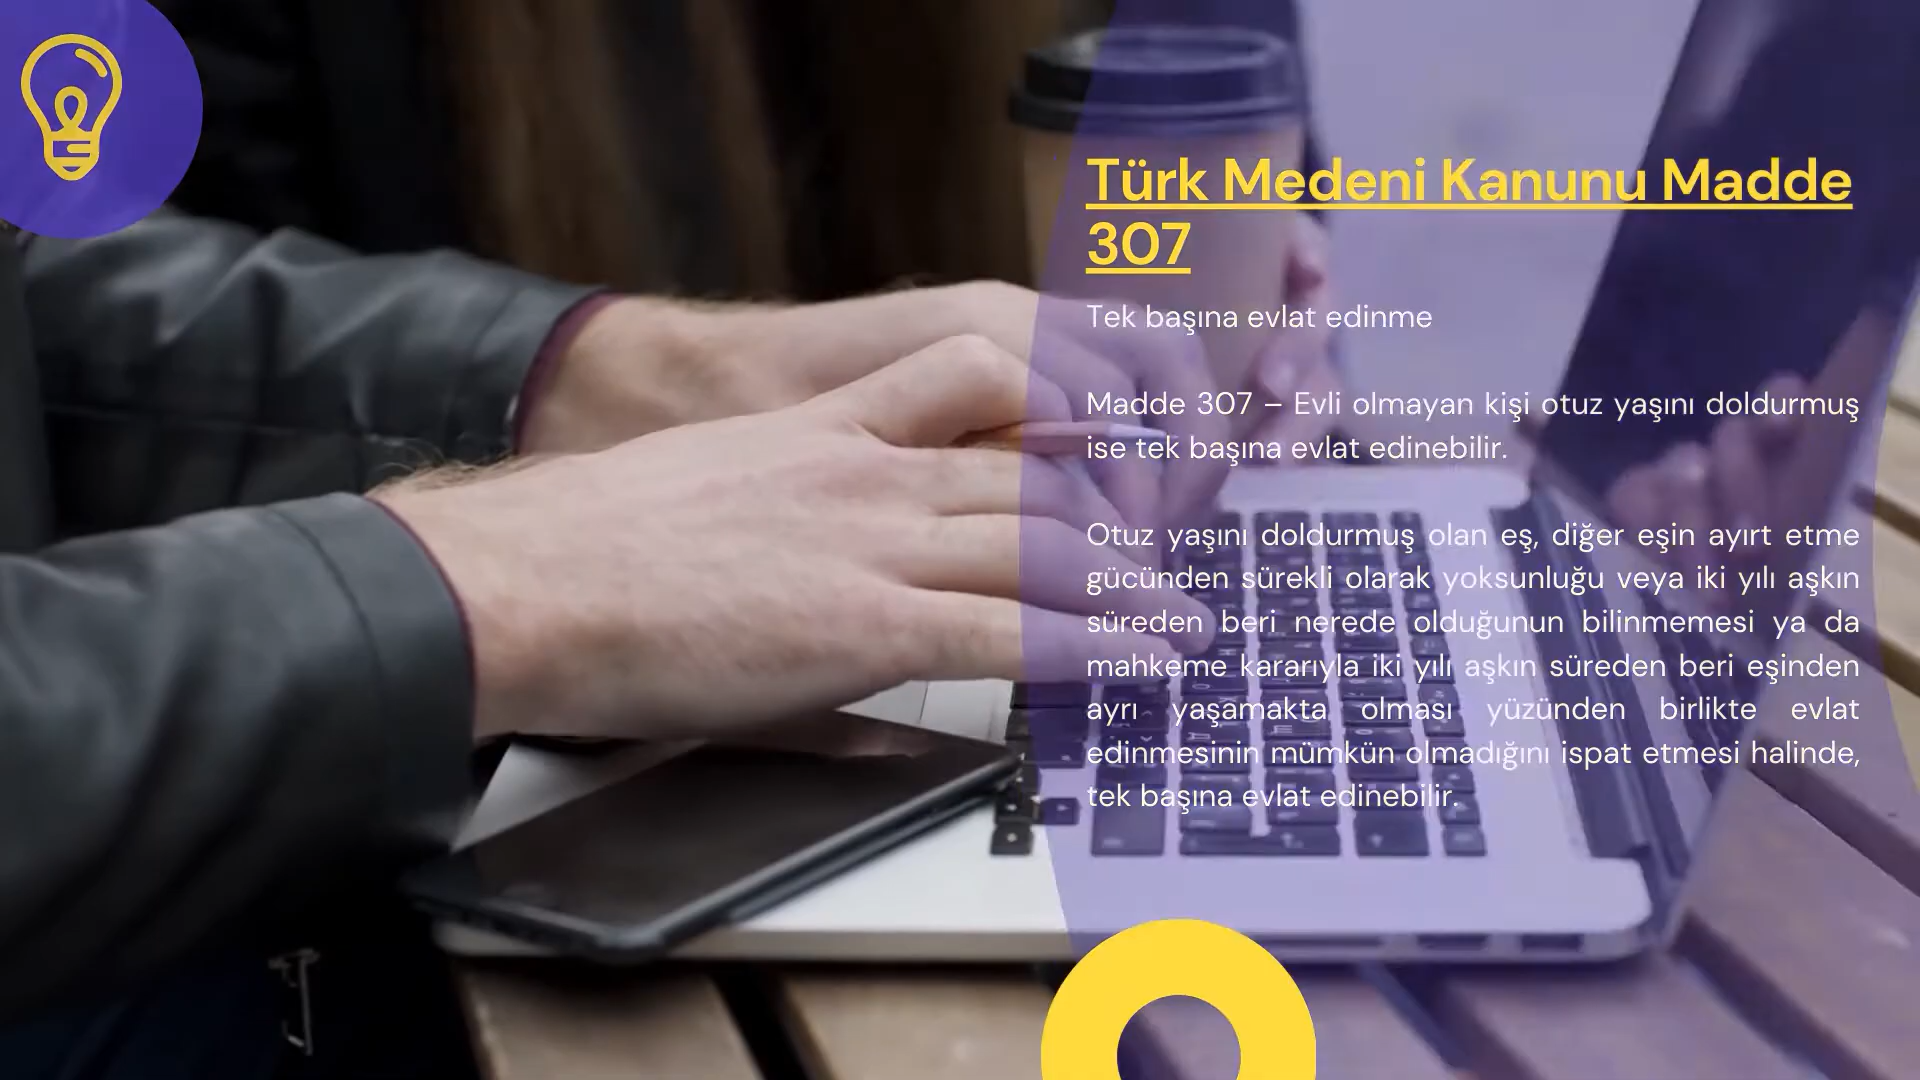 Türk Medeni Kanunu Madde
307
Tek başına evlat edinme
Madde 307 – Evli olmayan kişi otuz yaşını doldurmuş
ise tek başına evlat edinebilir.
Otuz yaşını doldurmuş olan eş, diğer eşin ayırt etme
gücünden sürekli olarak yoksunluğu veya iki yılı aşkın
süreden beri nerede olduğunun bilinmemesi ya da
mahkeme kararıyla iki yılı aşkın süreden beri eşinden
ayrı yaşamakta olması yüzünden birlikte evlat
edinmesinin mümkün olmadığını ispat etmesi halinde,
tek başına evlat edinebilir.